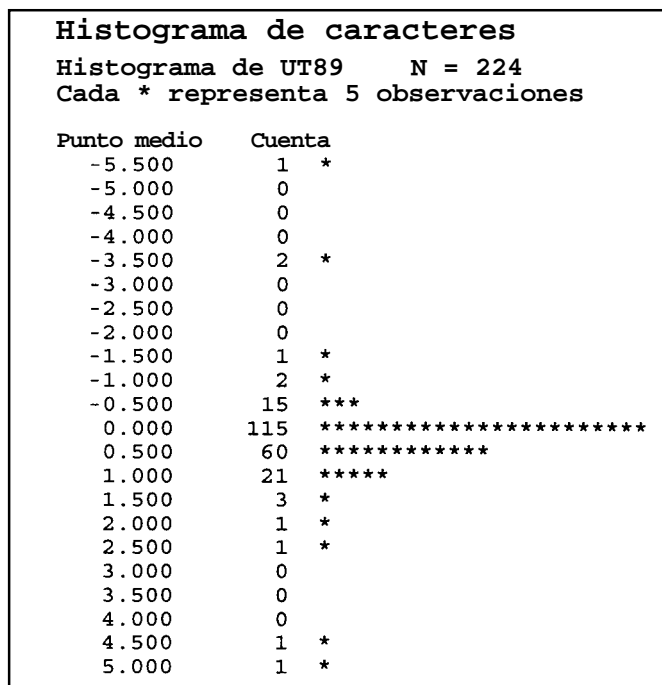 Histograma de caracteres
Histograma de UT89 N = 224
Cada * representa 5 observaciones
Punto medio Cuenta
-5.500 1 *
-5.000 0
-4.500 0
-4.000 0
-3.500 2 *
-3.000 0
-2.500 0
-2.000 0
-1.500 1 *
-1.000 2 *
-0.500 15 ***
0.000 115 ***********************
0.500 60 ************
1.000 21 *****
1.500 3 *
2.000 1 *
2.500 1 *
3.000 0
3.500 0
4.000 0
4.500 1 *
5.000 1 *